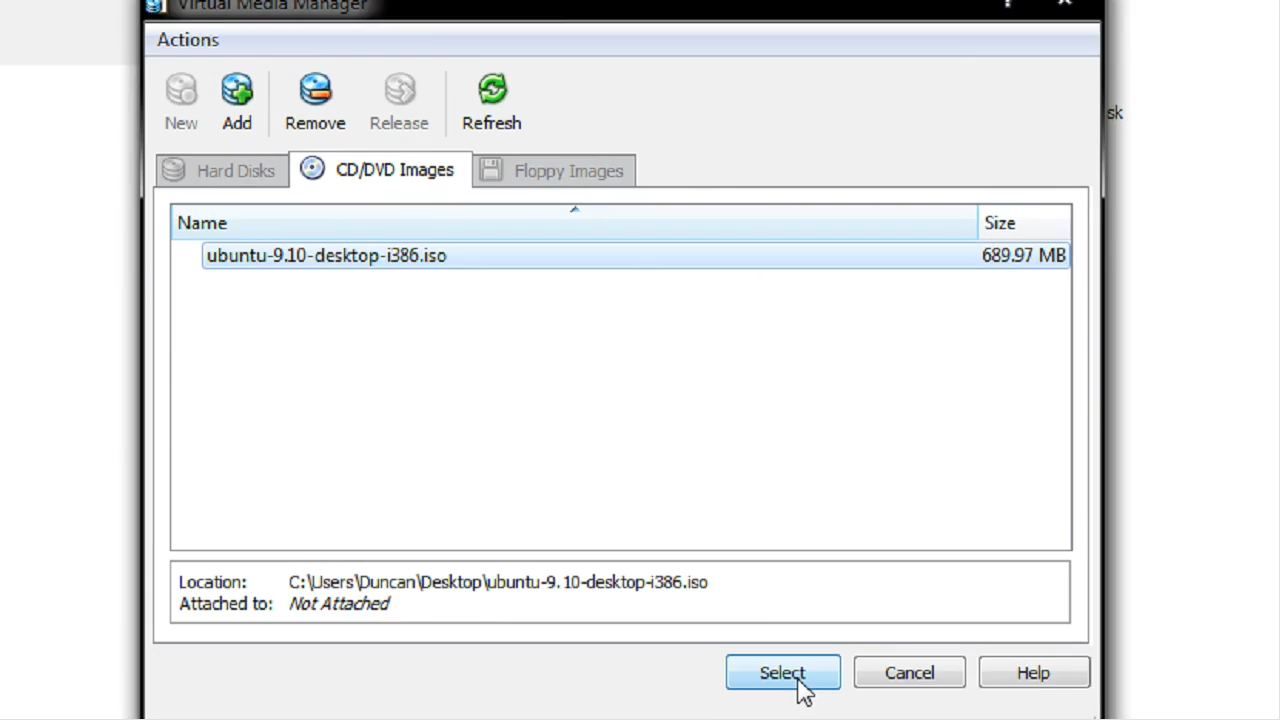 Virtual Media Manager
Actions
sk
New Add Remove Release Refresh
Hard Disks CD/DVD Images Floppy Images
Name Size
ubuntu-9.10-desktop-i386.iso 689.97 MB
Location: C:\Users\Duncan\Desktop\ubuntu-9.10-desktop-i386.iso
Attached to: Not Attached
Select Cancel Help